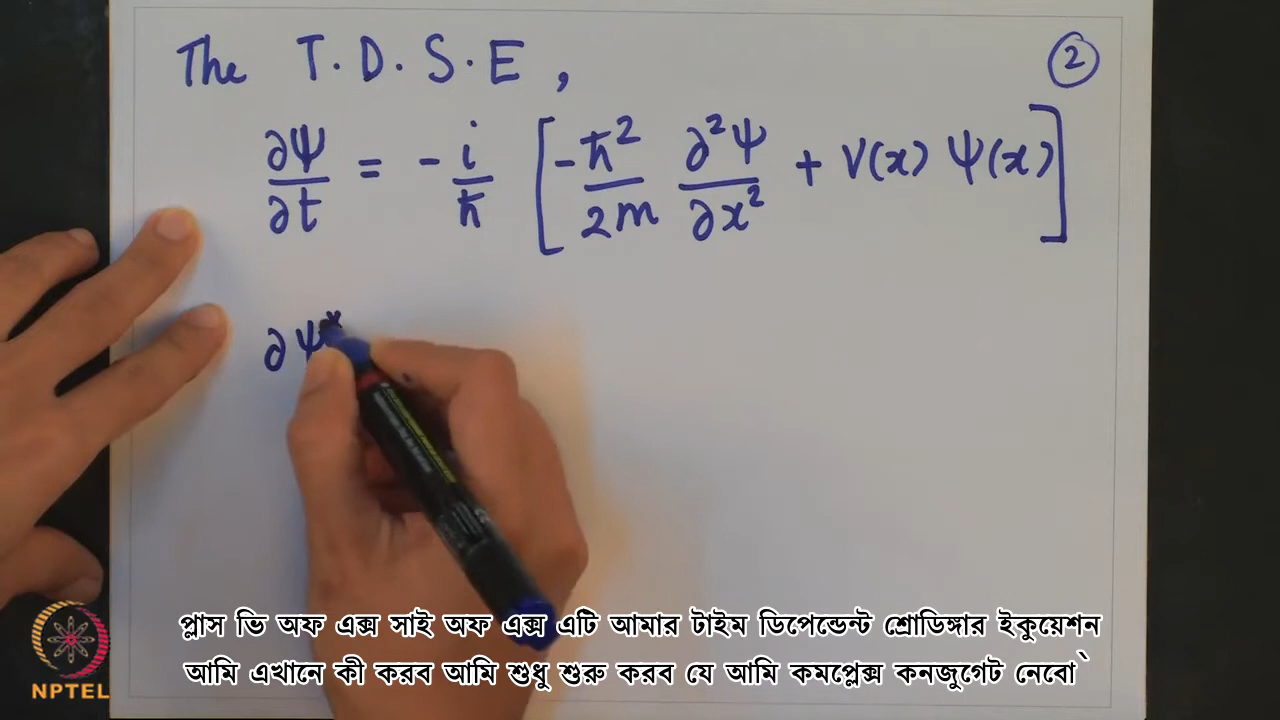 The T.D.S.E, ②
∂ψ/∂t = -i/ħ [-ħ²/2m ∂²ψ/∂x² + V(x) ψ(x)]
∂ψ*
প্লাস ভি অফ এক্স সাই অফ এক্স এটি আমার টাইম ডিপেন্ডেন্ট শ্রোডিঙ্গার ইকুয়েশন
আমি এখানে কী করব আমি শুধু শুরু করব যে আমি কমপ্লেক্স কনজুগেট নেবো`
NPTEL